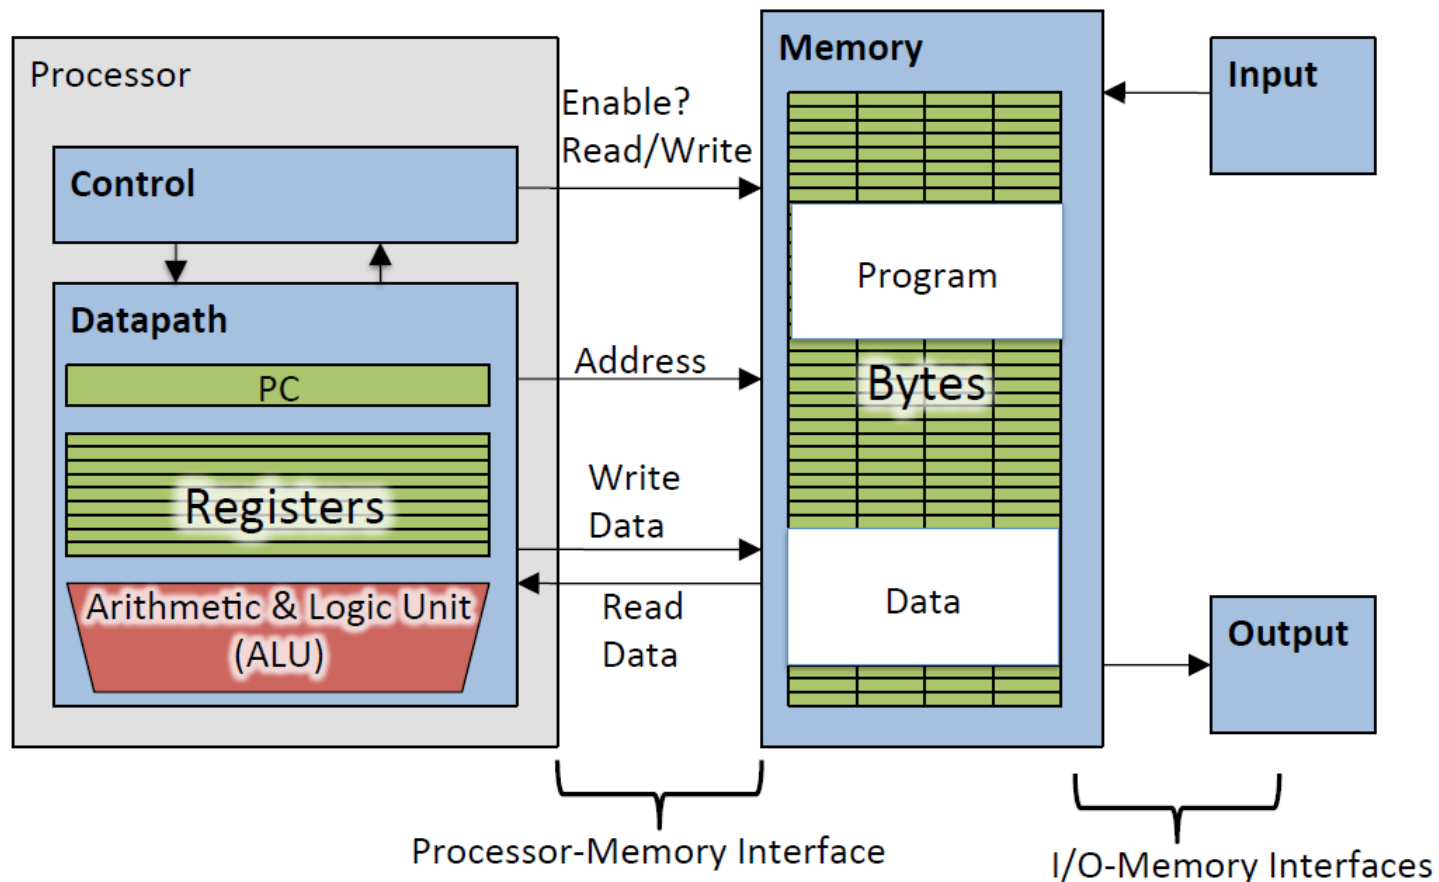 Processor
Control
Datapath
PC
Registers
Arithmetic & Logic Unit
(ALU)
Enable?
Read/Write
Address
Write
Data
Read
Data
Memory
Program
Bytes
Data
Input
Output
Processor-Memory Interface
I/O-Memory Interfaces